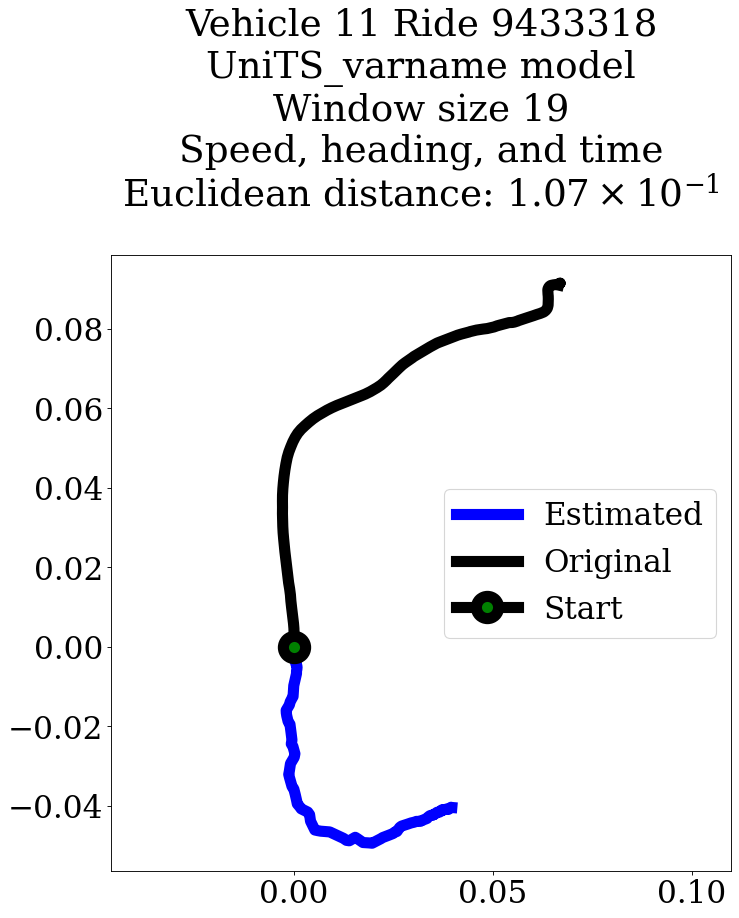 Vehicle 11 Ride 9433318
UniTS_varname model
Window size 19
Speed, heading, and time
Euclidean distance: 1.07 × 10⁻¹
0.08
0.06
0.04
0.02
0.00
−0.02
−0.04
Estimated
Original
Start
0.00 0.05 0.10